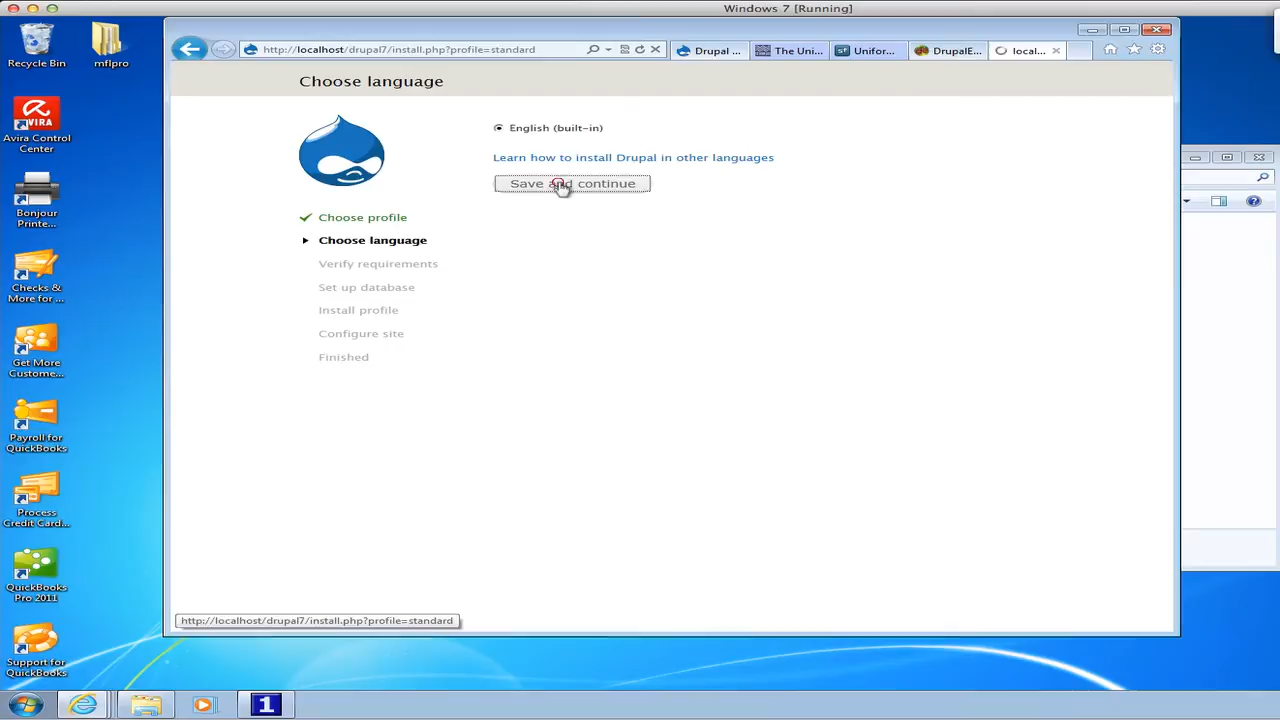 Windows 7 [Running]
Recycle Bin
mflpro
Avira Control
Center
Bonjour
Printe...
Checks &
More for ...
Get More
Custome...
Payroll for
QuickBooks
Process
Credit Card...
QuickBooks
Pro 2011
Support for
QuickBooks
http://localhost/drupal7/install.php?profile=standard
Drupal ...
The Uni...
SF
Unifor...
DrupalE...
local...
Choose language
English (built-in)
Learn how to install Drupal in other languages
Save and continue
Choose profile
Choose language
Verify requirements
Set up database
Install profile
Configure site
Finished
http://localhost/drupal7/install.php?profile=standard
1